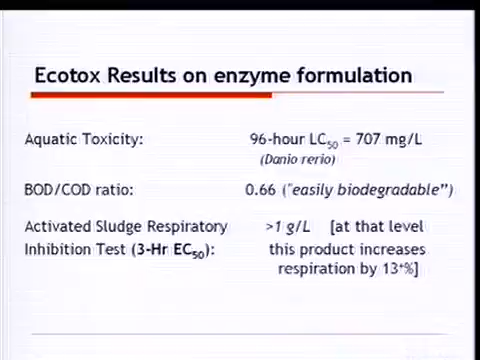 Ecotox Results on enzyme formulation
Aquatic Toxicity: 96-hour LC50 = 707 mg/L
(Danio rerio)
BOD/COD ratio: 0.66 ("easily biodegradable”)
Activated Sludge Respiratory >1 g/L [at that level
Inhibition Test (3-Hr EC50): this product increases
respiration by 13+%]